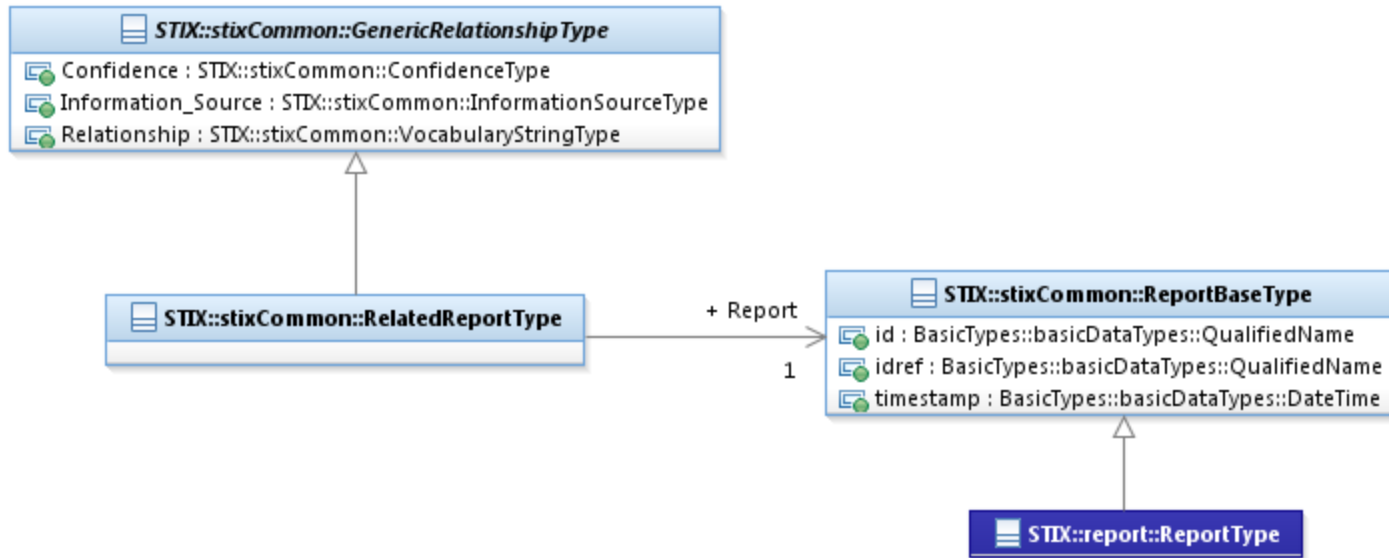 STIX::stixCommon::GenericRelationshipType
Confidence : STIX::stixCommon::ConfidenceType
Information_Source : STIX::stixCommon::InformationSourceType
Relationship : STIX::stixCommon::VocabularyStringType
STIX::stixCommon::RelatedReportType
+ Report
1
STIX::stixCommon::ReportBaseType
id : BasicTypes::basicDataTypes::QualifiedName
idref : BasicTypes::basicDataTypes::QualifiedName
timestamp : BasicTypes::basicDataTypes::DateTime
STIX::report::ReportType